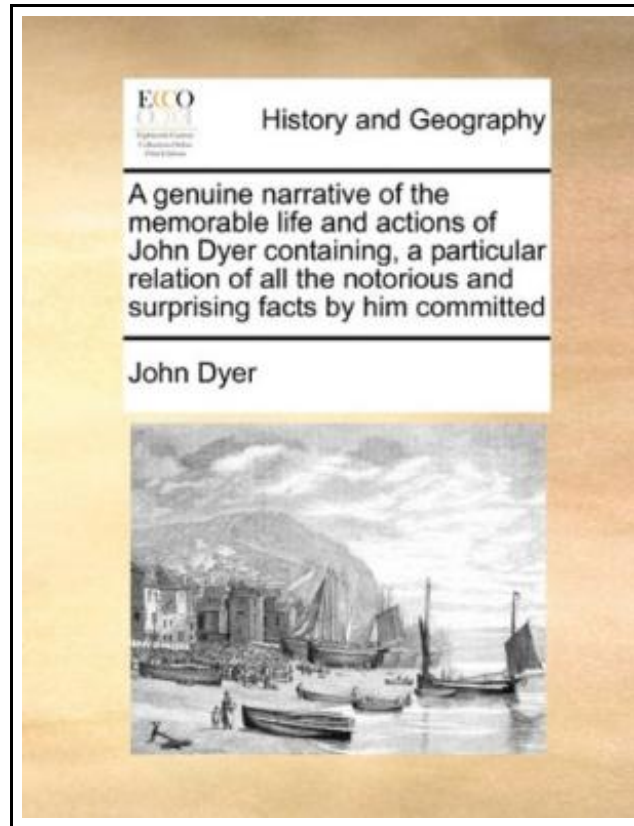 ECCO
History and Geography
A genuine narrative of the
memorable life and actions of
John Dyer containing, a particular
relation of all the notorious and
surprising facts by him committed
John Dyer